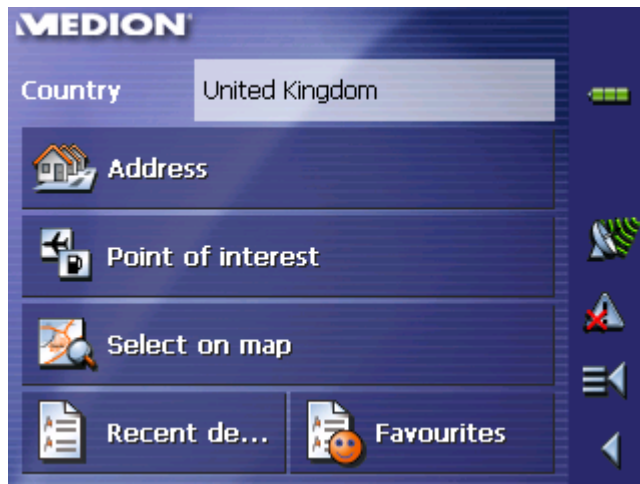 MEDION
Country United Kingdom
Address
Point of interest
Select on map
Recent de... Favourites